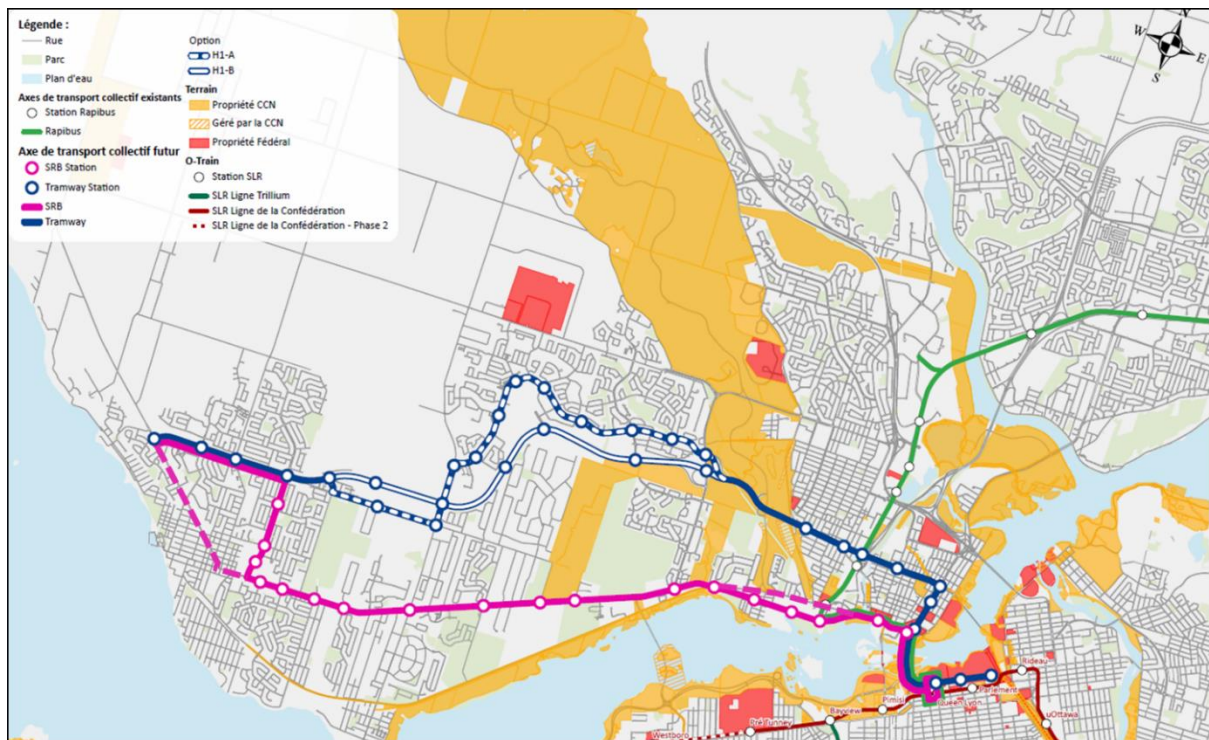 Légende :
Rue
Parc
Plan d'eau
Axes de transport collectif existants
Station Rapibus
Rapibus
Axe de transport collectif futur
SRB Station
Tramway Station
SRB
Tramway
Option
H1-A
H1-B
Terrain
Propriété CCN
Géré par la CCN
Propriété Fédéral
O-Train
Station SLR
SLR Ligne Trillium
SLR Ligne de la Confédération
SLR Ligne de la Confédération - Phase 2
N
W
E
S
Rideau
Parlement
Pimisi
Lyon
Bayview
uOttawa
Pré Tunney
Westboro